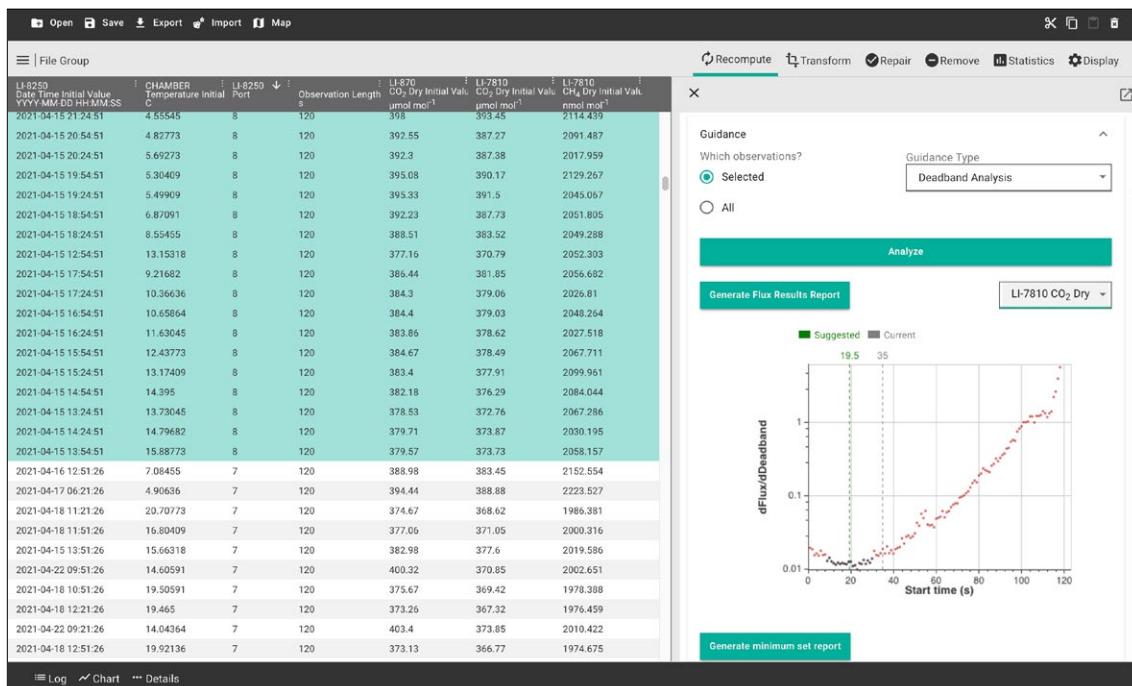 Open Save Export Import Map
File Group
Recompute Transform Repair Remove Statistics Display
LI-8250 CHAMBER LI-8250 LI-870 LI-7810 LI-7810
Date Time Initial Value Temperature Initial Port Observation Length CO₂ Dry Initial Valu CO₂ Dry Initial Valu CH₄ Dry Initial Valu
YYYY-MM-DD HH:MM:SS C s µmol mol⁻¹ µmol mol⁻¹ nmol mol⁻¹
2021-04-15 21:24:51 4.55545 8 120 398 393.45 2114.439
2021-04-15 20:54:51 4.82773 8 120 392.55 387.27 2091.487
2021-04-15 20:24:51 5.69273 8 120 392.3 387.38 2017.959
2021-04-15 19:54:51 5.30409 8 120 395.08 390.17 2129.267
2021-04-15 19:24:51 5.49909 8 120 395.33 391.5 2045.067
2021-04-15 18:54:51 6.87091 8 120 392.23 387.73 2051.805
2021-04-15 18:24:51 8.55455 8 120 388.51 383.52 2049.288
2021-04-15 12:54:51 13.15318 8 120 377.16 370.79 2052.303
2021-04-15 17:54:51 9.21682 8 120 386.44 381.85 2056.682
2021-04-15 17:24:51 10.36636 8 120 384.3 379.06 2026.81
2021-04-15 16:54:51 10.65864 8 120 384.4 379.03 2048.264
2021-04-15 16:24:51 11.63045 8 120 383.86 378.62 2027.518
2021-04-15 15:54:51 12.43773 8 120 384.67 378.49 2067.711
2021-04-15 15:24:51 13.17409 8 120 383.4 377.91 2099.961
2021-04-15 14:54:51 14.395 8 120 382.18 376.29 2084.044
2021-04-15 13:24:51 13.73045 8 120 378.53 372.76 2067.286
2021-04-15 14:24:51 14.79682 8 120 379.71 373.87 2030.195
2021-04-15 13:54:51 15.88773 8 120 379.57 373.73 2058.157
2021-04-16 12:51:26 7.08455 7 120 388.98 383.45 2152.554
2021-04-17 06:21:26 4.90636 7 120 394.44 388.88 2223.527
2021-04-18 11:21:26 20.70773 7 120 374.67 368.62 1986.381
2021-04-18 11:51:26 16.80409 7 120 377.06 371.05 2000.316
2021-04-15 13:51:26 15.66318 7 120 382.98 377.6 2019.586
2021-04-22 09:51:26 14.60591 7 120 400.32 370.85 2002.651
2021-04-18 10:51:26 19.50591 7 120 375.67 369.42 1978.388
2021-04-18 12:21:26 19.465 7 120 373.26 367.32 1976.459
2021-04-22 09:21:26 14.04364 7 120 403.4 373.85 2010.422
2021-04-18 12:51:26 19.92136 7 120 373.13 366.77 1974.675
Guidance
Which observations? Guidance Type
Selected Deadband Analysis
All
Analyze
Generate Flux Results Report LI-7810 CO₂ Dry
Suggested Current
19.5 35
dFlux/dDeadband
1
0.1
0.01
0 20 40 60 80 100 120
Start time (s)
Generate minimum set report
Log Chart Details